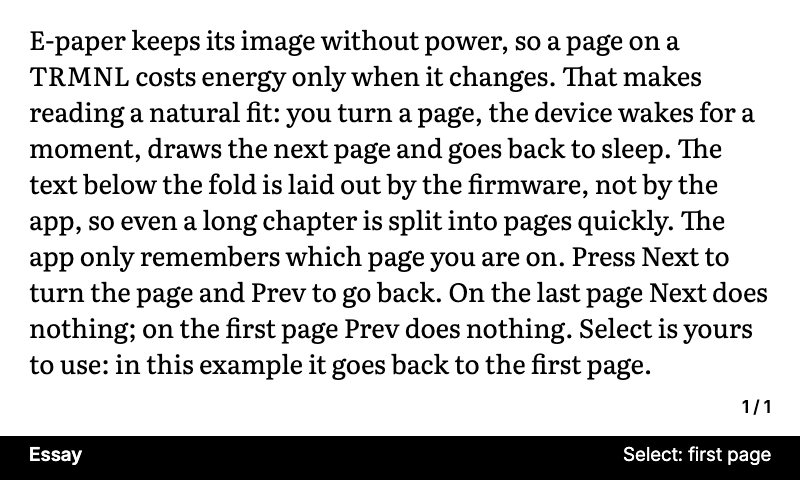 E-paper keeps its image without power, so a page on a
TRMNL costs energy only when it changes. That makes
reading a natural fit: you turn a page, the device wakes for a
moment, draws the next page and goes back to sleep. The
text below the fold is laid out by the firmware, not by the
app, so even a long chapter is split into pages quickly. The
app only remembers which page you are on. Press Next to
turn the page and Prev to go back. On the last page Next does
nothing; on the first page Prev does nothing. Select is yours
to use: in this example it goes back to the first page.
1 / 1
Essay
Select: first page